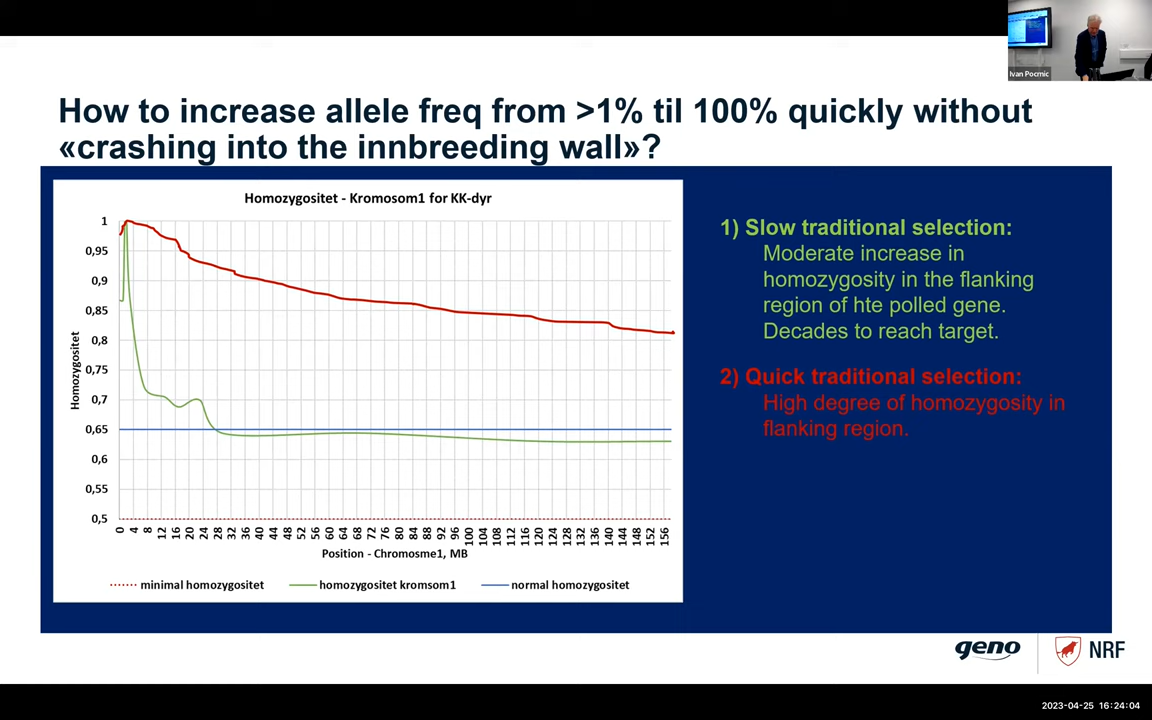 Ivan Pocrnic
How to increase allele freq from >1% til 100% quickly without
«crashing into the innbreeding wall»?
Homozygositet - Kromosom1 for KK-dyr
1
0,95
0,9
0,85
0,8
0,75
0,7
0,65
0,6
0,55
0,5
Homozygositet
0 4 8 12 16 20 24 28 32 36 40 44 48 52 56 60 64 68 72 76 80 84 88 92 96 100 104 108 112 116 120 124 128 132 136 140 144 148 152 156
Position - Chromosme1, MB
minimal homozygositet
homozygositet kromsom1
normal homozygositet
1) Slow traditional selection:
Moderate increase in
homozygosity in the flanking
region of hte polled gene.
Decades to reach target.
2) Quick traditional selection:
High degree of homozygosity in
flanking region.
geno
NRF
2023-04-25 16:24:04